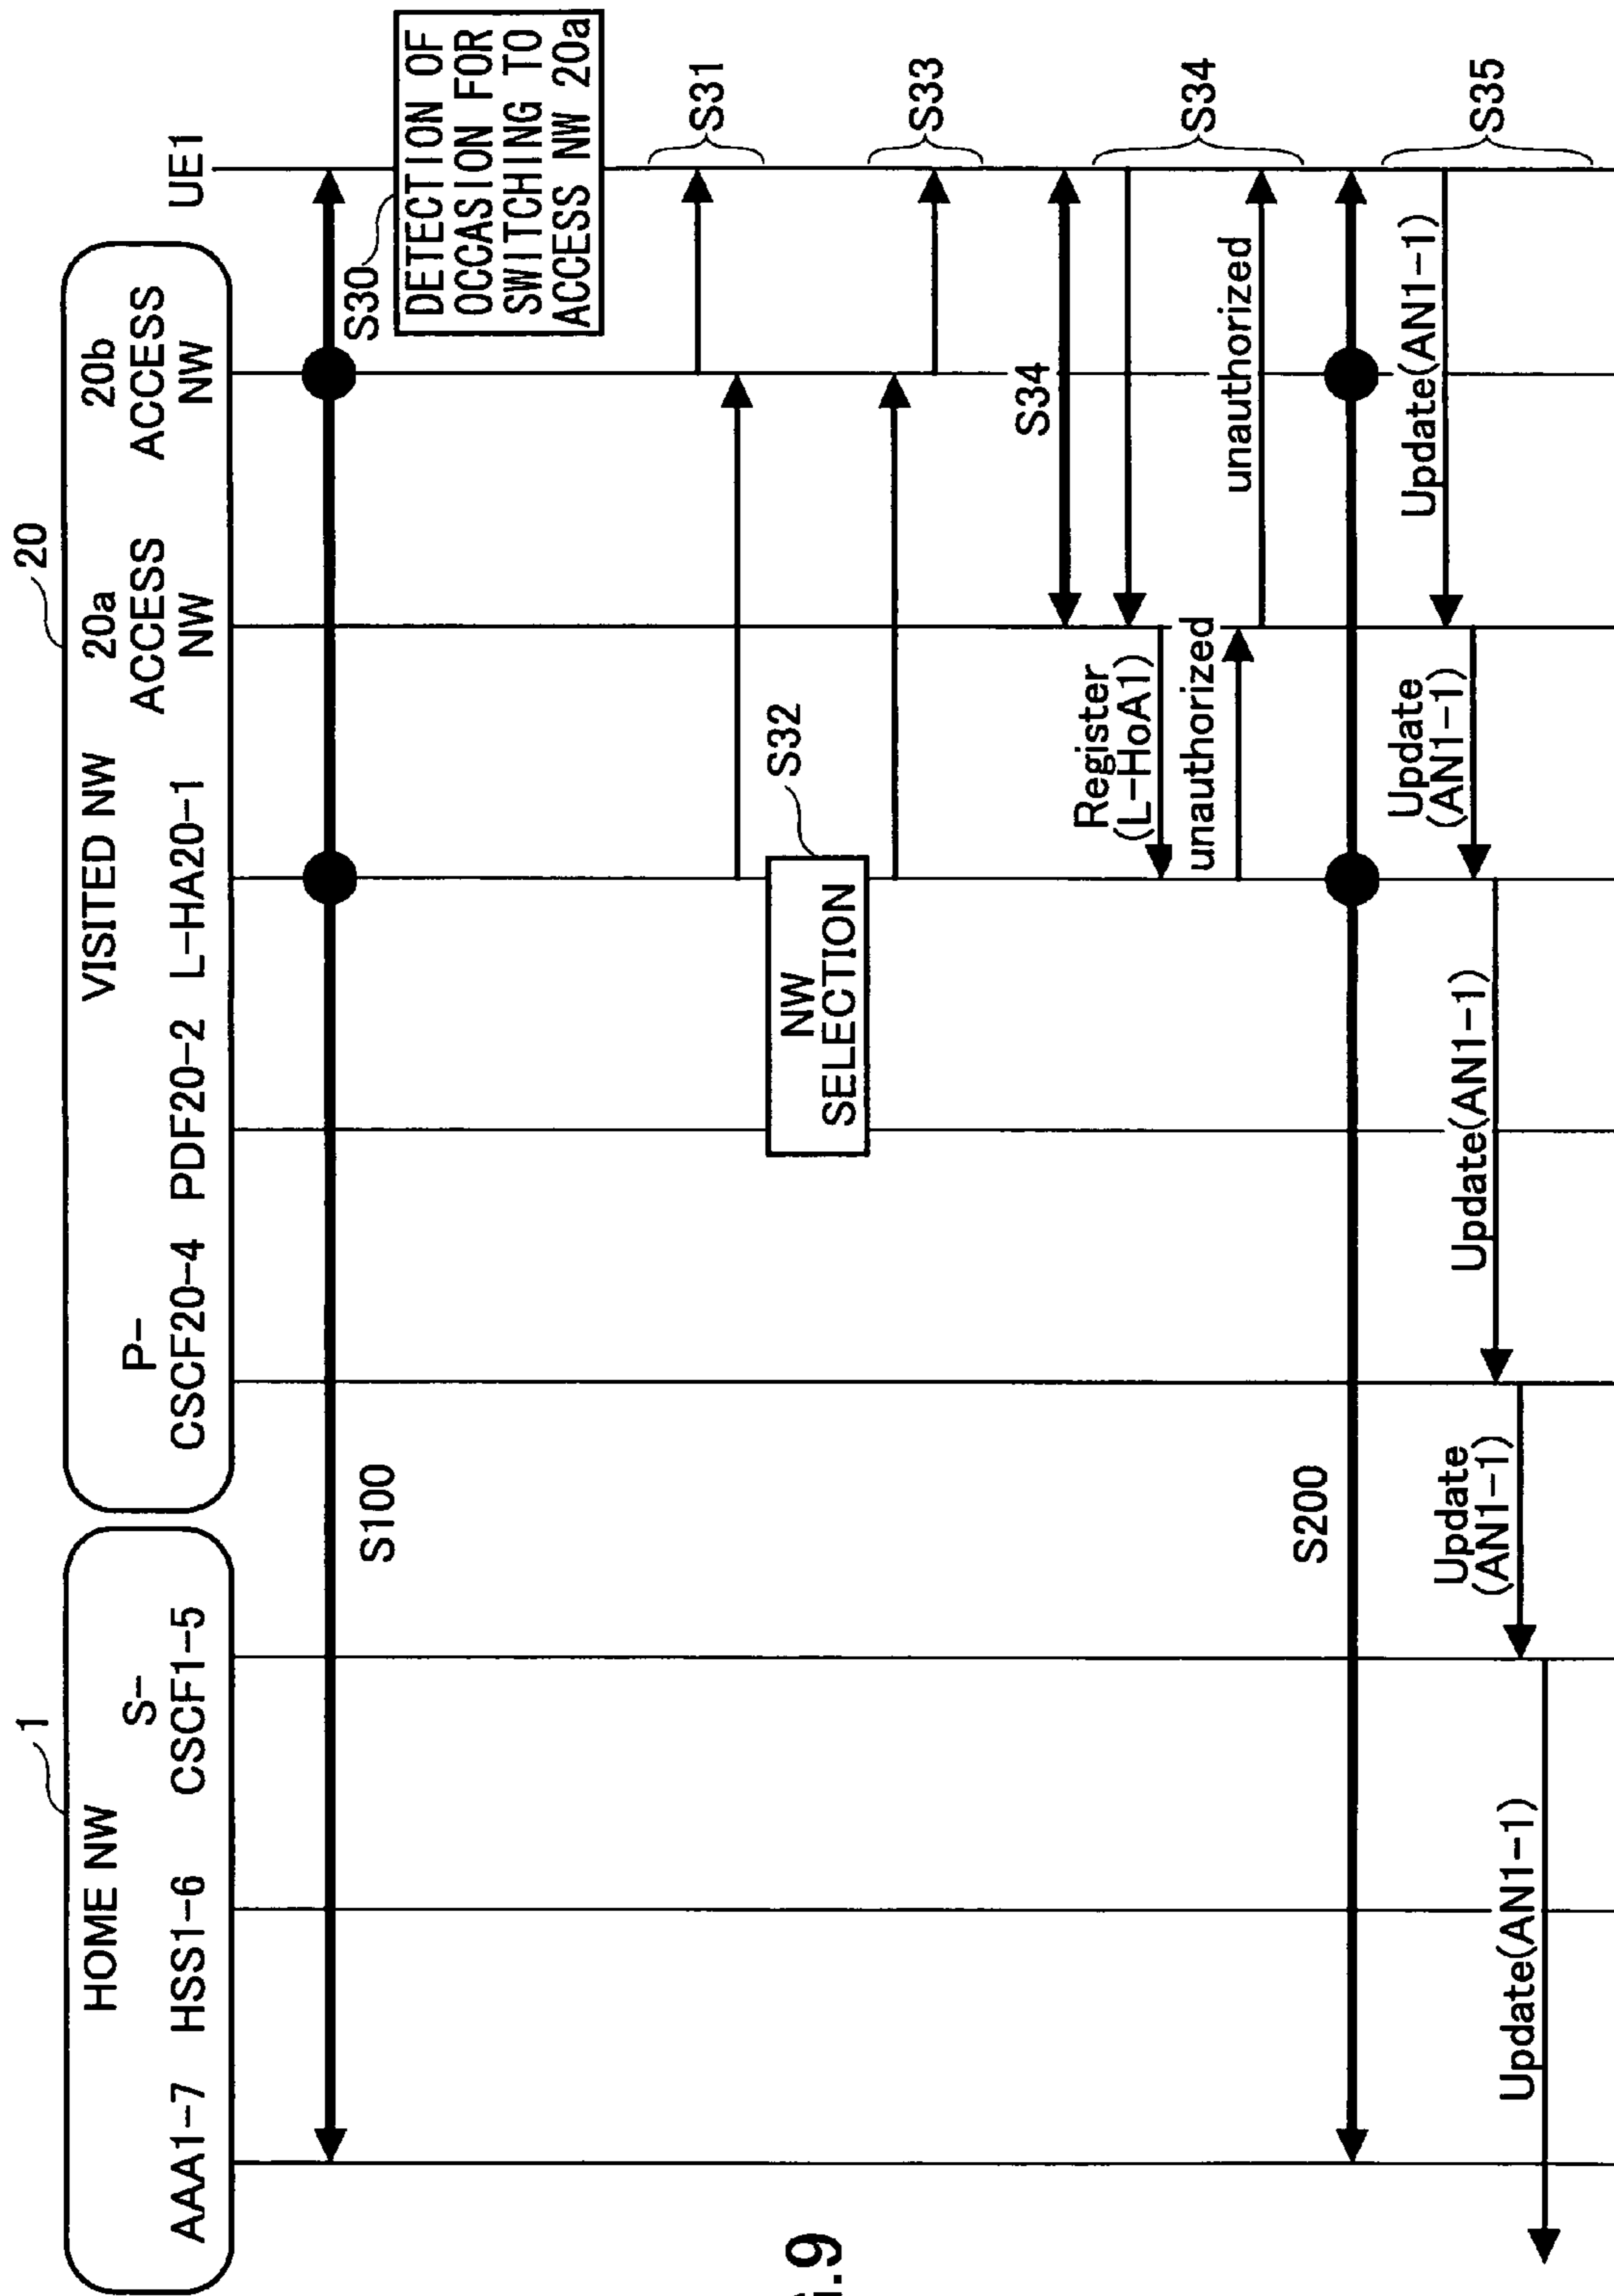 HOME NW
1
AAA1-7
HSS1-6
S-
CSCF1-5
VISITED NW
20
P-
CSCF20-4
PDF20-2
L-HA20-1
20a
ACCESS
NW
20b
ACCESS
NW
UE1
S100
S30
DETECTION OF
OCCASION FOR
SWITCHING TO
ACCESS NW 20a
S31
NW
SELECTION
S32
S33
S34
Register
(L-HoA1)
unauthorized
unauthorized
S34
S200
Update(AN1-1)
Update
(AN1-1)
Update(AN1-1)
Update
(AN1-1)
Update(AN1-1)
S35
.9